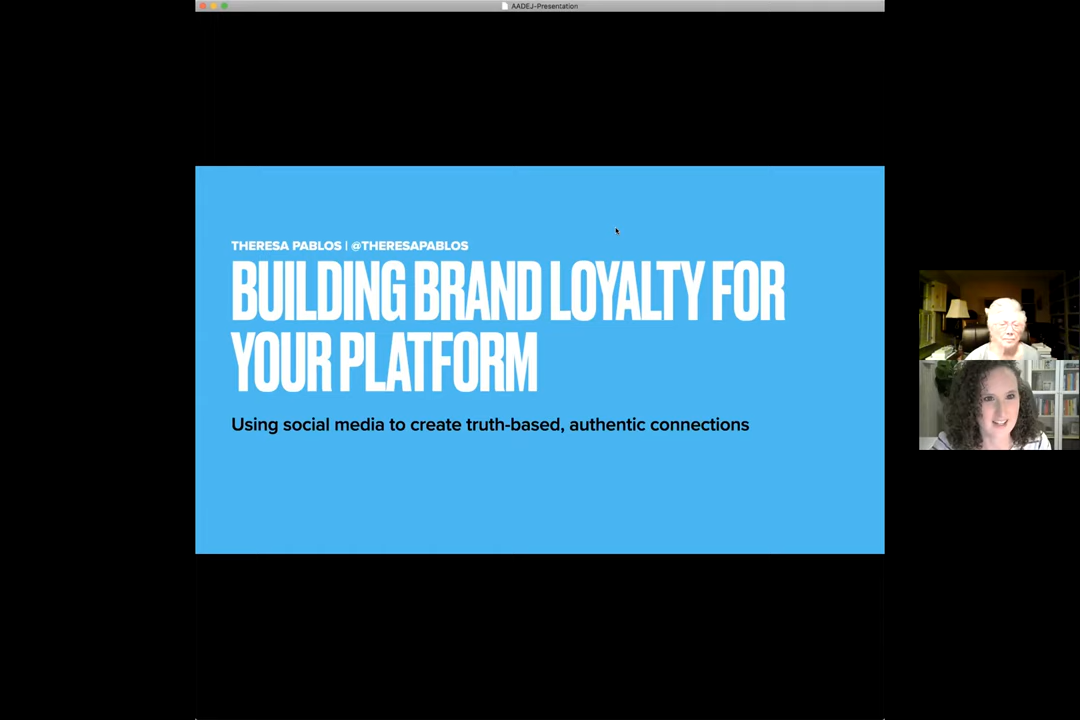 AADEJ-Presentation
THERESA PABLOS | @THERESAPABLOS
BUILDING BRAND LOYALTY FOR
YOUR PLATFORM
Using social media to create truth-based, authentic connections